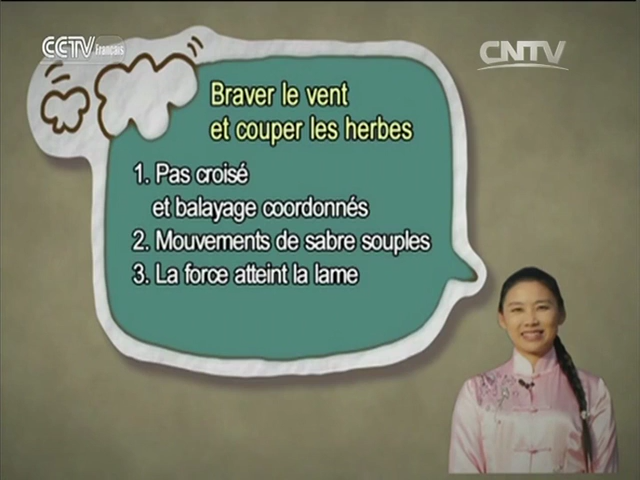 CCTV Français
CNTV
Braver le vent
et couper les herbes
1. Pas croisé
et balayage coordonnés
2. Mouvements de sabre souples
3. La force atteint la lame